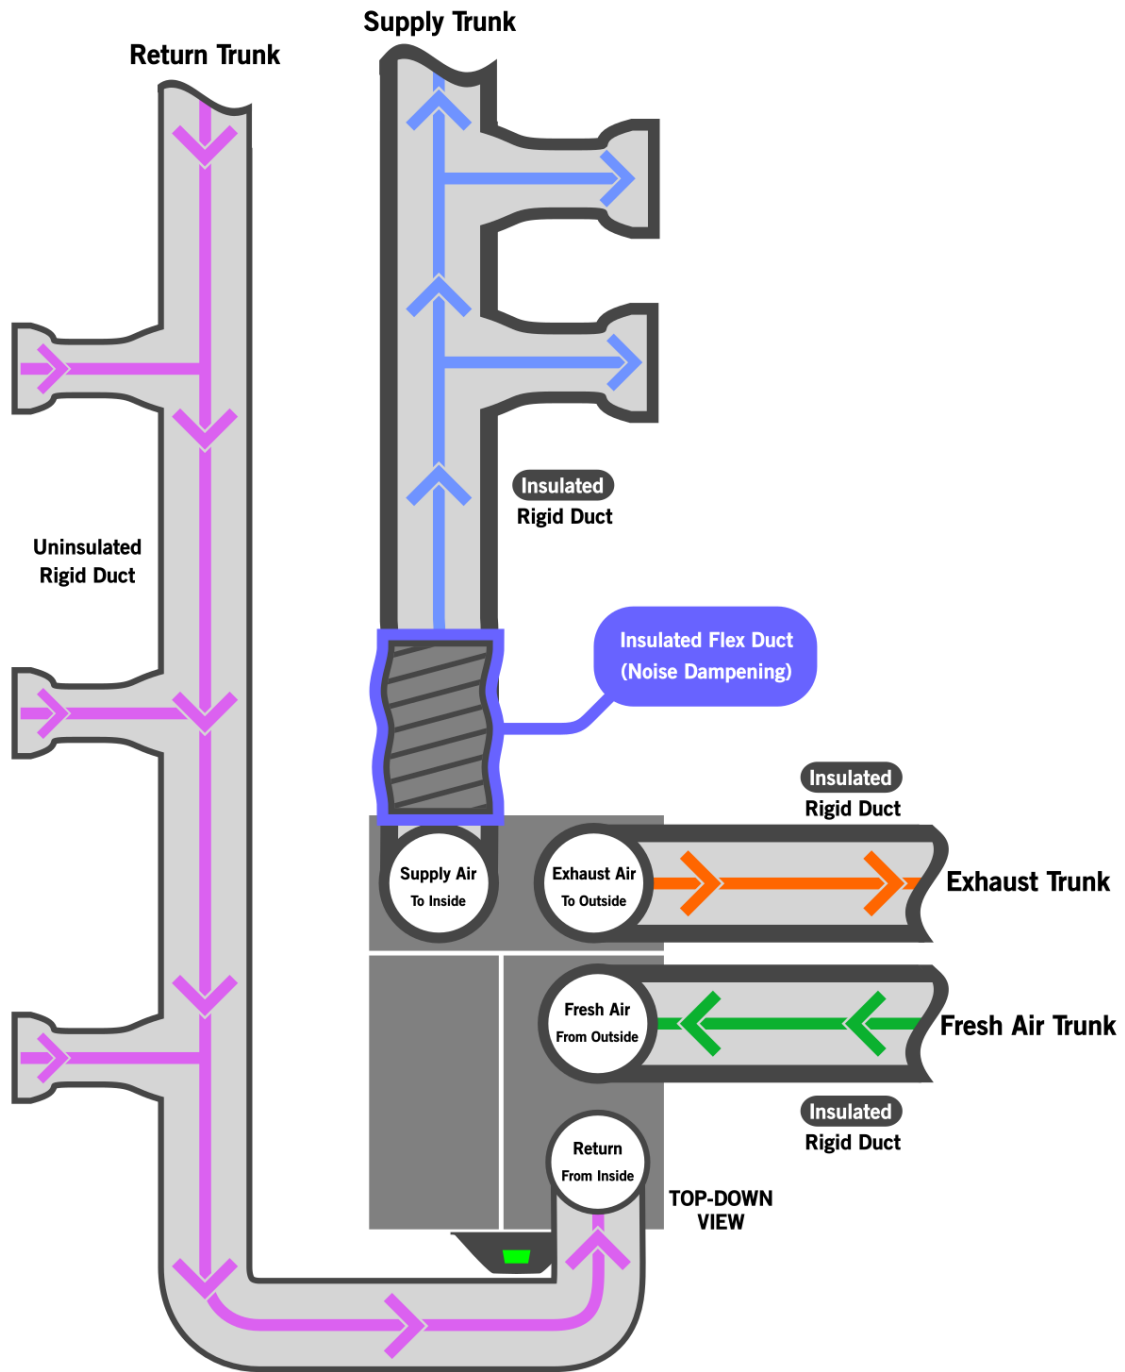 Supply Trunk
Return Trunk
Insulated
Rigid Duct
Uninsulated
Rigid Duct
Insulated Flex Duct
(Noise Dampening)
Insulated
Rigid Duct
Supply Air
To Inside
Exhaust Air
To Outside
Exhaust Trunk
Fresh Air
From Outside
Fresh Air Trunk
Insulated
Rigid Duct
Return
From Inside
TOP-DOWN
VIEW